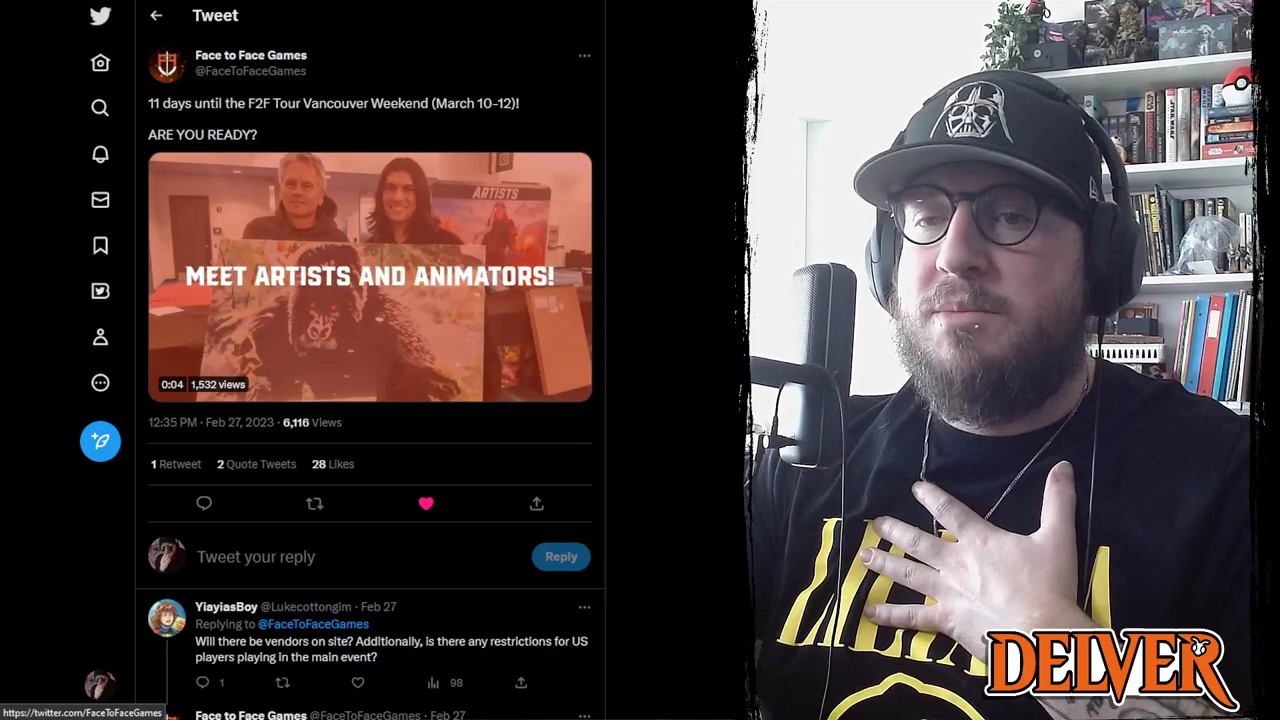 Tweet
Face to Face Games
@FaceToFaceGames
11 days until the F2F Tour Vancouver Weekend (March 10-12)!
ARE YOU READY?
ARTISTS
MEET ARTISTS AND ANIMATORS!
0:04 1,532 views
12:35 PM · Feb 27, 2023 · 6,116 Views
1 Retweet 2 Quote Tweets 28 Likes
Tweet your reply
Reply
YiayiasBoy @Lukecottongim · Feb 27
Replying to @FaceToFaceGames
Will there be vendors on site? Additionally, is there any restrictions for US
players playing in the main event?
1 98
Face to Face Games @FaceToFaceGames · Feb 27
https://twitter.com/FaceToFaceGames
MAGIC
STAR WARS
DELVER